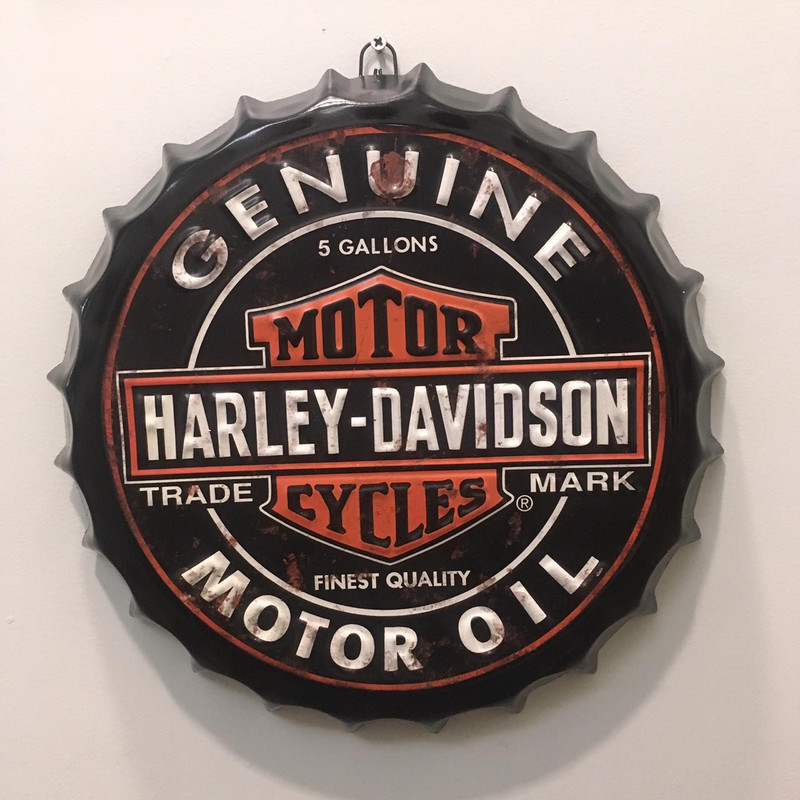 GENUINE
5 GALLONS
MOTOR
HARLEY-DAVIDSON
TRADE MARK
CYCLES ®
FINEST QUALITY
MOTOR OIL